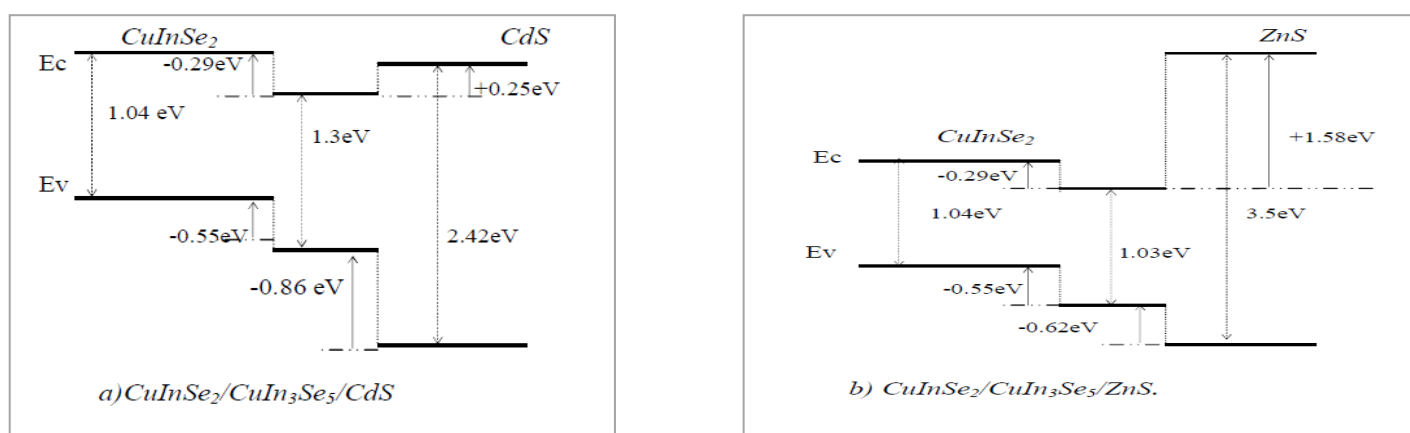 CuInSe₂
CdS
Ec
-0.29eV
+0.25eV
1.04 eV
1.3eV
Ev
-0.55eV
2.42eV
-0.86 eV
a)CuInSe₂/CuIn₃Se₅/CdS
ZnS
CuInSe₂
+1.58eV
Ec
-0.29eV
1.04eV
3.5eV
Ev
1.03eV
-0.55eV
-0.62eV
b) CuInSe₂/CuIn₃Se₅/ZnS.